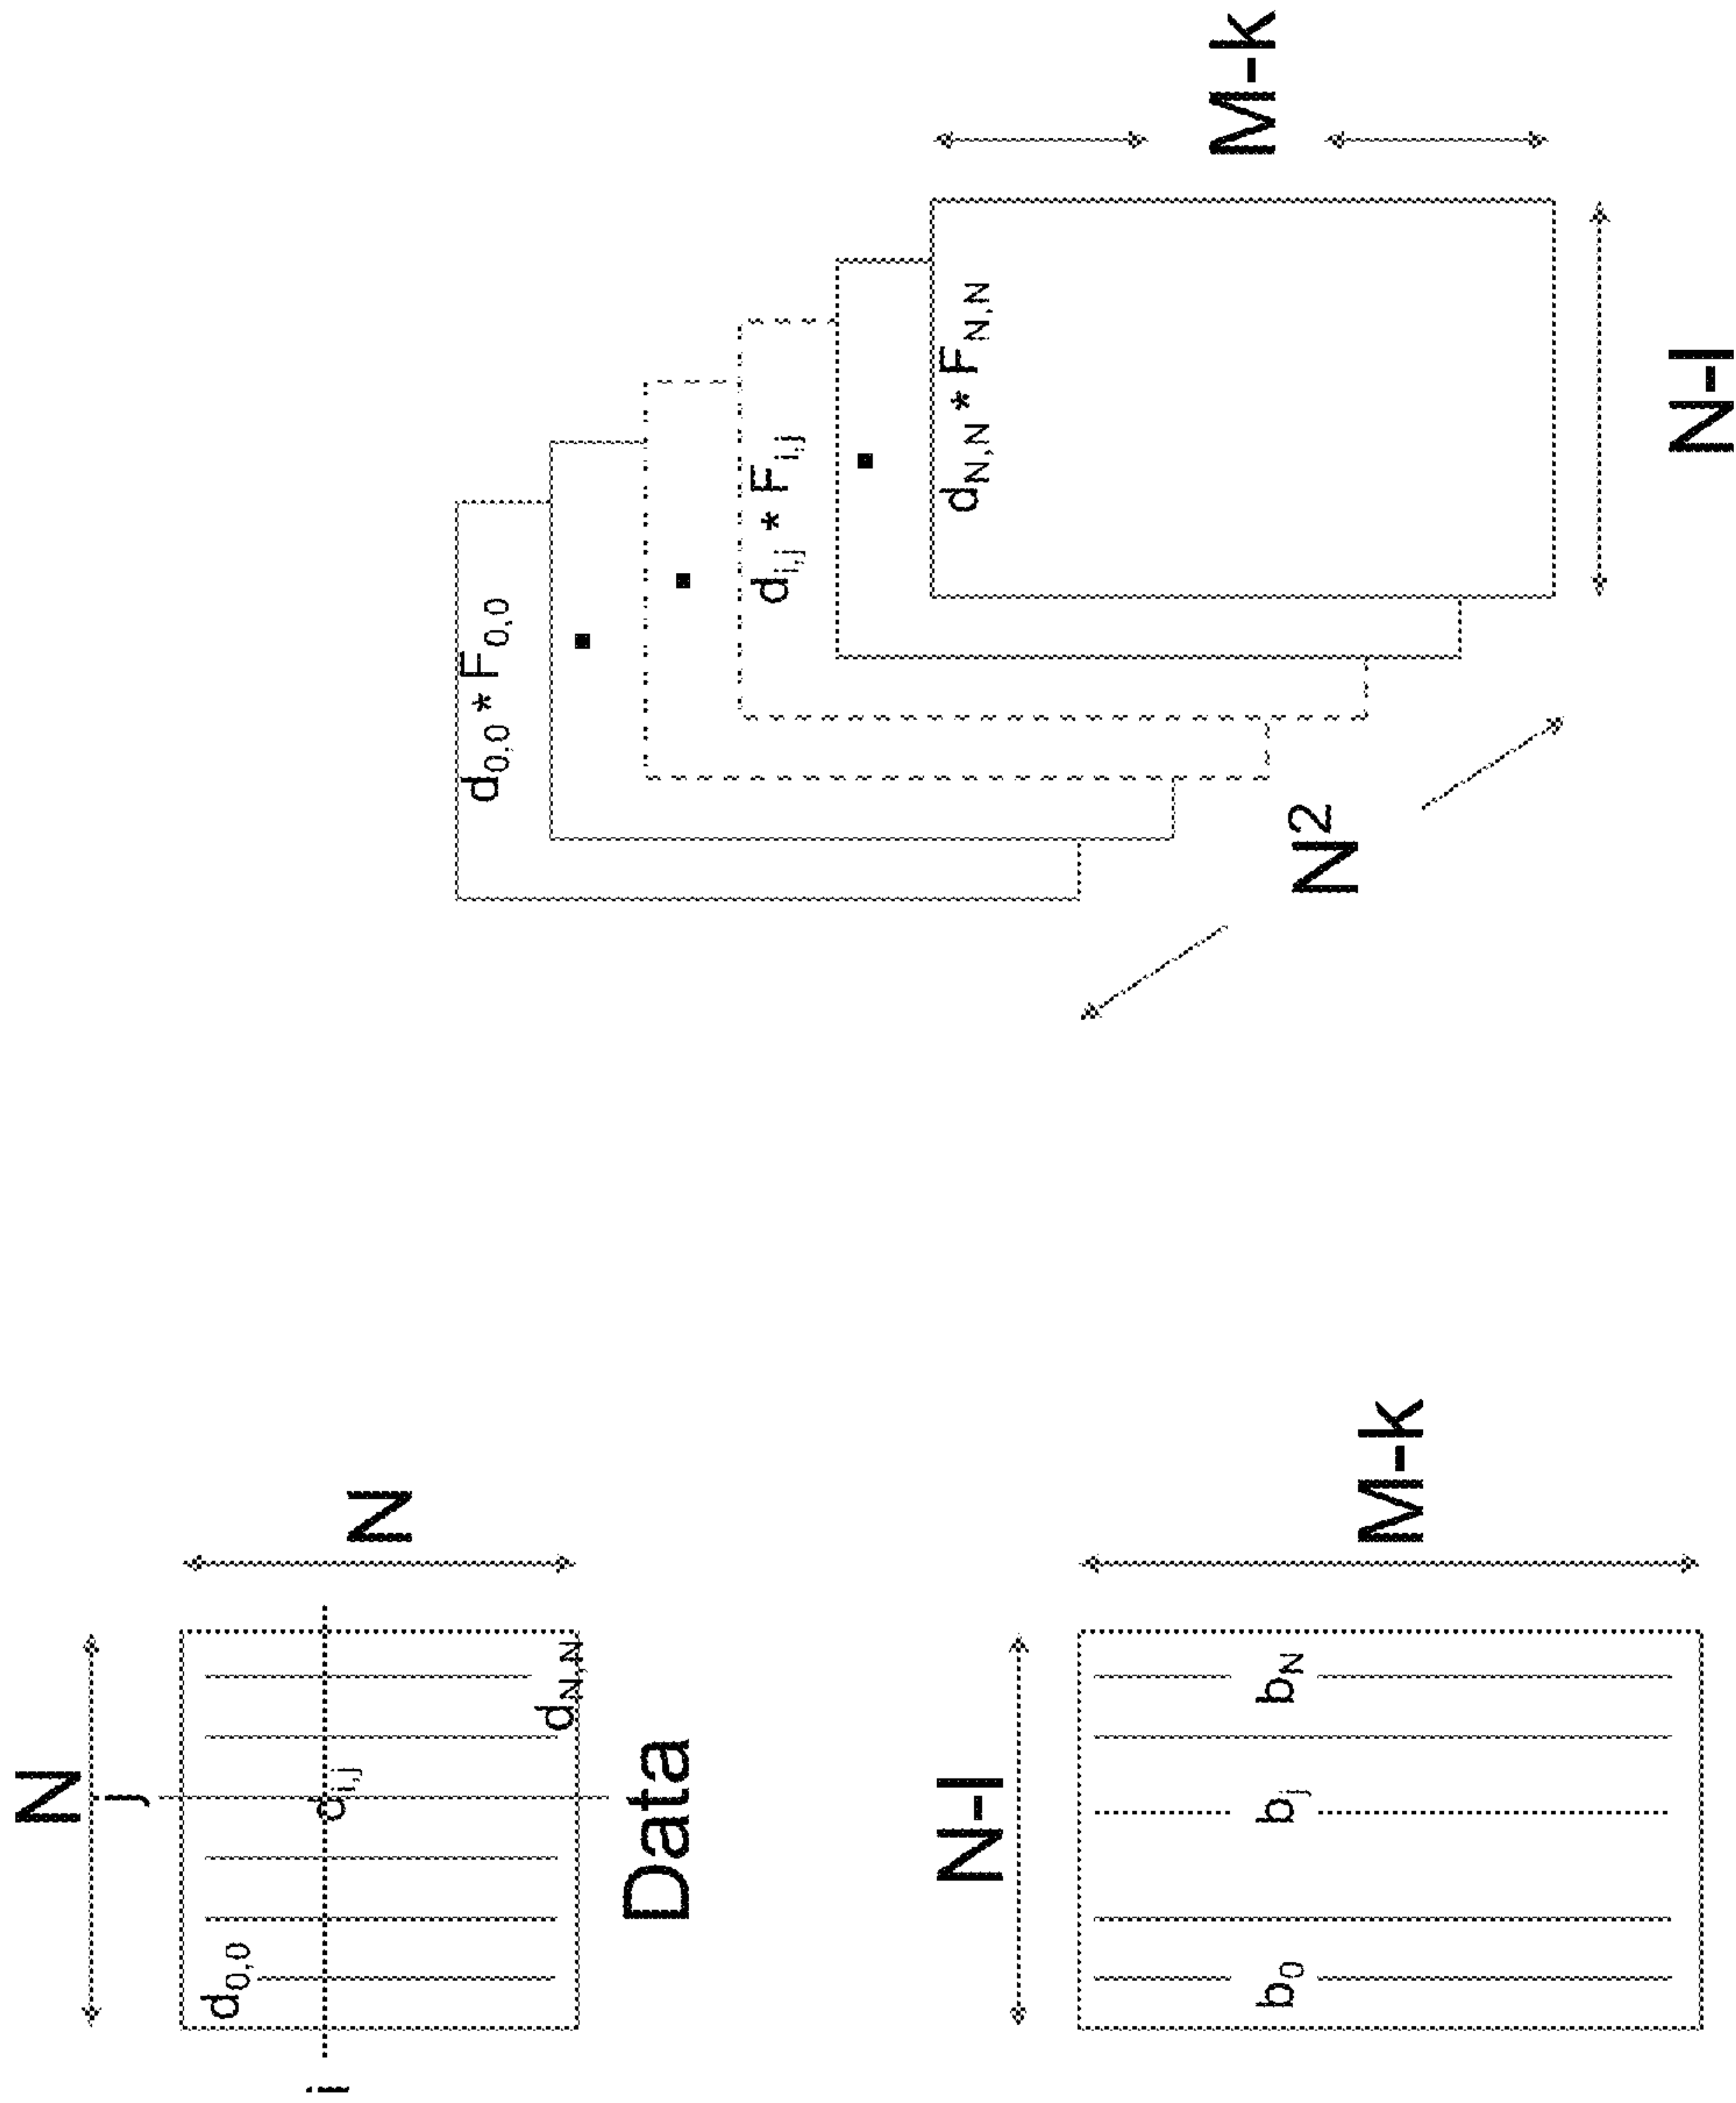 N
j
d0,0
i
di,j
N
dN,N
Data
N-l
b0 bj bN
M-k
d0,0 * F0,0
di,j * Fi,j
dN,N * FN,N
M-k
N2
N-l